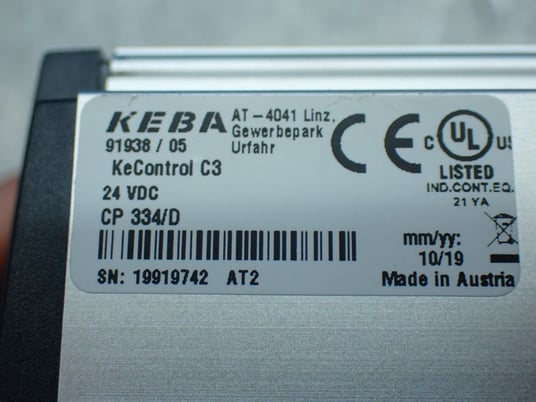 KEBA AT-4041 Linz, Gewerbepark Urfahr
91938 / 05
KeControl C3
24 VDC
CP 334/D
SN: 19919742 AT2
CE
C UL US
LISTED
IND.CONT.EQ.
21 YA
mm/yy:
10/19
Made in Austria